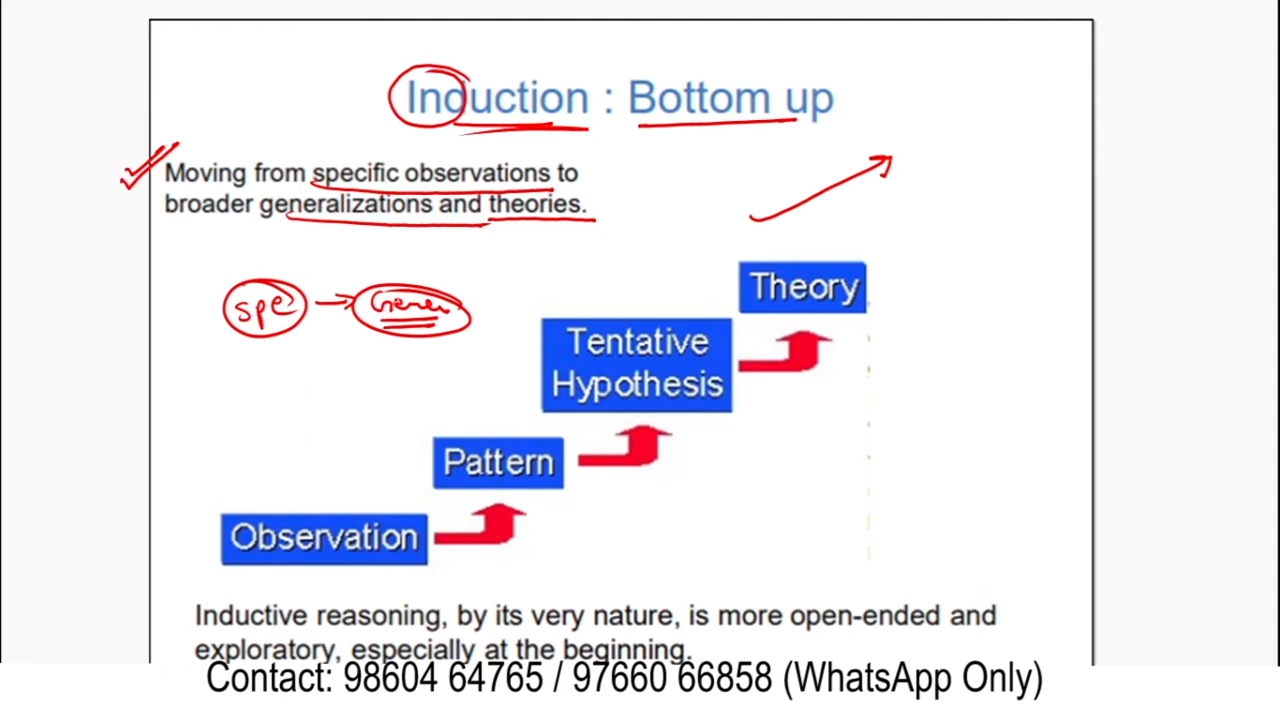 Induction : Bottom up
Moving from specific observations to
broader generalizations and theories.
spe
Gener
Theory
Tentative
Hypothesis
Pattern
Observation
Inductive reasoning, by its very nature, is more open-ended and
exploratory, especially at the beginning.
Contact: 98604 64765 / 97660 66858 (WhatsApp Only)